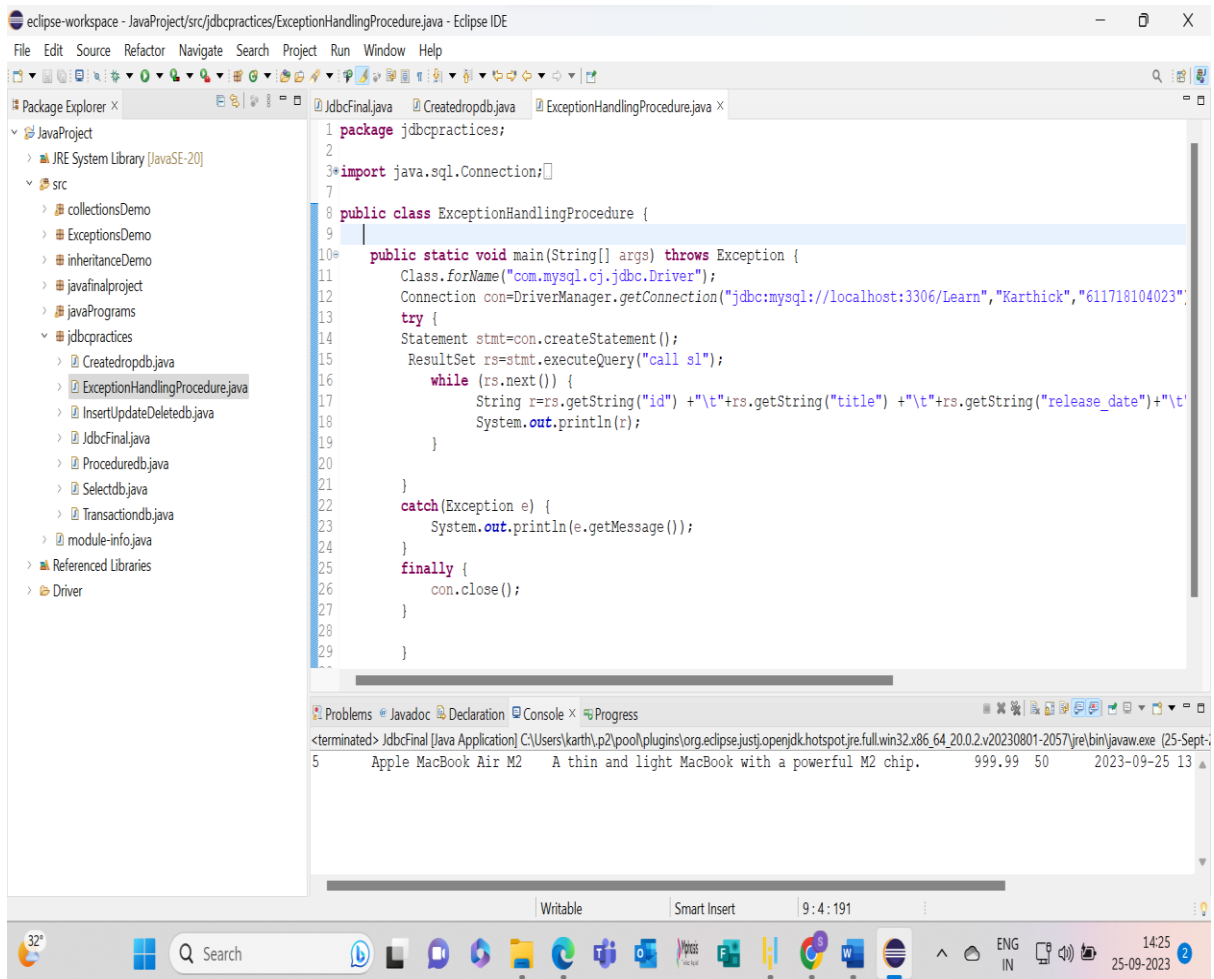 eclipse-workspace - JavaProject/src/jdbcpractices/ExceptionHandlingProcedure.java - Eclipse IDE
File Edit Source Refactor Navigate Search Project Run Window Help
Package Explorer
JdbcFinal.java Createdropdb.java ExceptionHandlingProcedure.java
JavaProject
JRE System Library [JavaSE-20]
src
collectionsDemo
ExceptionsDemo
inheritanceDemo
javafinalproject
javaPrograms
jdbcpractices
Createdropdb.java
ExceptionHandlingProcedure.java
InsertUpdateDeletedb.java
JdbcFinal.java
Proceduredb.java
Selectdb.java
Transactiondb.java
module-info.java
Referenced Libraries
Driver
1 package jdbcpractices;
2
3 import java.sql.Connection;
7
8 public class ExceptionHandlingProcedure {
9
10 public static void main(String[] args) throws Exception {
11 Class.forName("com.mysql.cj.jdbc.Driver");
12 Connection con=DriverManager.getConnection("jdbc:mysql://localhost:3306/Learn","Karthick","611718104023")
13 try {
14 Statement stmt=con.createStatement();
15 ResultSet rs=stmt.executeQuery("call sl");
16 while (rs.next()) {
17 String r=rs.getString("id") +"\t"+rs.getString("title") +"\t"+rs.getString("release_date")+"\t"
18 System.out.println(r);
19 }
20
21 }
22 catch(Exception e) {
23 System.out.println(e.getMessage());
24 }
25 finally {
26 con.close();
27 }
28
29 }
Problems Javadoc Declaration Console Progress
<terminated> JdbcFinal [Java Application] C:\Users\karth\.p2\pool\plugins\org.eclipse.justj.openjdk.hotspot.jre.full.win32.x86_64_20.0.2.v20230801-2057\jre\bin\javaw.exe (25-Sept-2
5 Apple MacBook Air M2 A thin and light MacBook with a powerful M2 chip. 999.99 50 2023-09-25 13
Writable Smart Insert 9 : 4 : 191
32°
Search
ENG
IN
14:25
25-09-2023
2